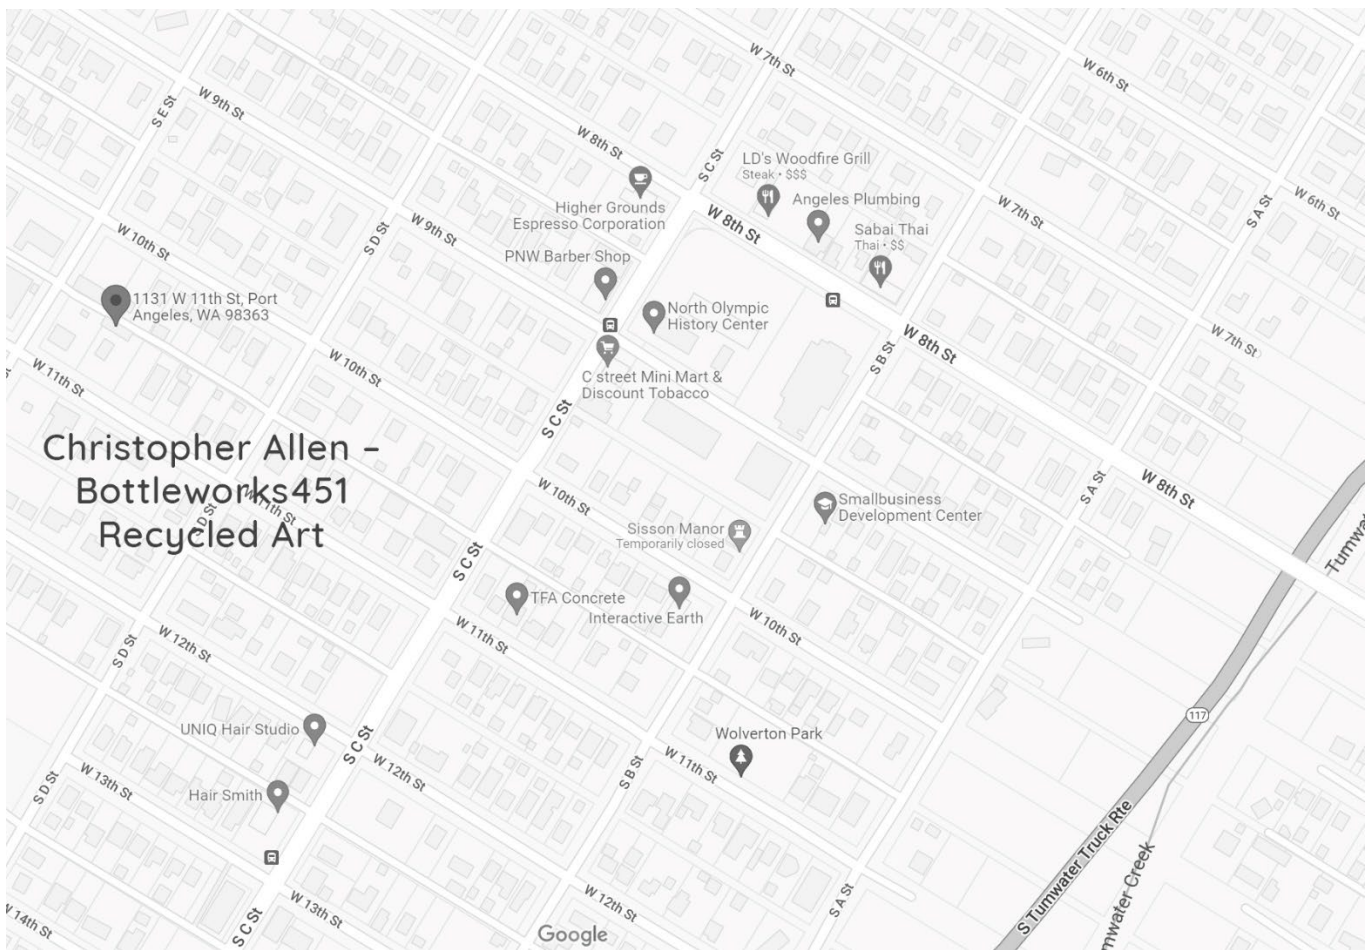 W 7th St
W 6th St
S E St
W 9th St
W 8th St
S C St
LD's Woodfire Grill
Steak • $$$
Angeles Plumbing
Higher Grounds
Espresso Corporation
W 8th St
Sabai Thai
Thai • $$
W 7th St
S A St
W 6th St
W 10th St
S D St
W 9th St
PNW Barber Shop
1131 W 11th St, Port
Angeles, WA 98363
North Olympic
History Center
W 8th St
W 7th St
S B St
W 11th St
W 10th St
C street Mini Mart &
Discount Tobacco
S C St
Christopher Allen –
Bottleworks451
Recycled Art
W 11th St
S D St
W 10th St
Smallbusiness
Development Center
S A St
W 8th St
Sisson Manor
Temporarily closed
S C St
TFA Concrete
Interactive Earth
W 10th St
W 11th St
S D St
W 12th St
UNIQ Hair Studio
S C St
Wolverton Park
117
W 12th St
S B St
W 11th St
S D St
W 13th St
Hair Smith
S Tumwater Truck Rte
W 14th St
S C St
W 13th St
Google
W 12th St
S A St